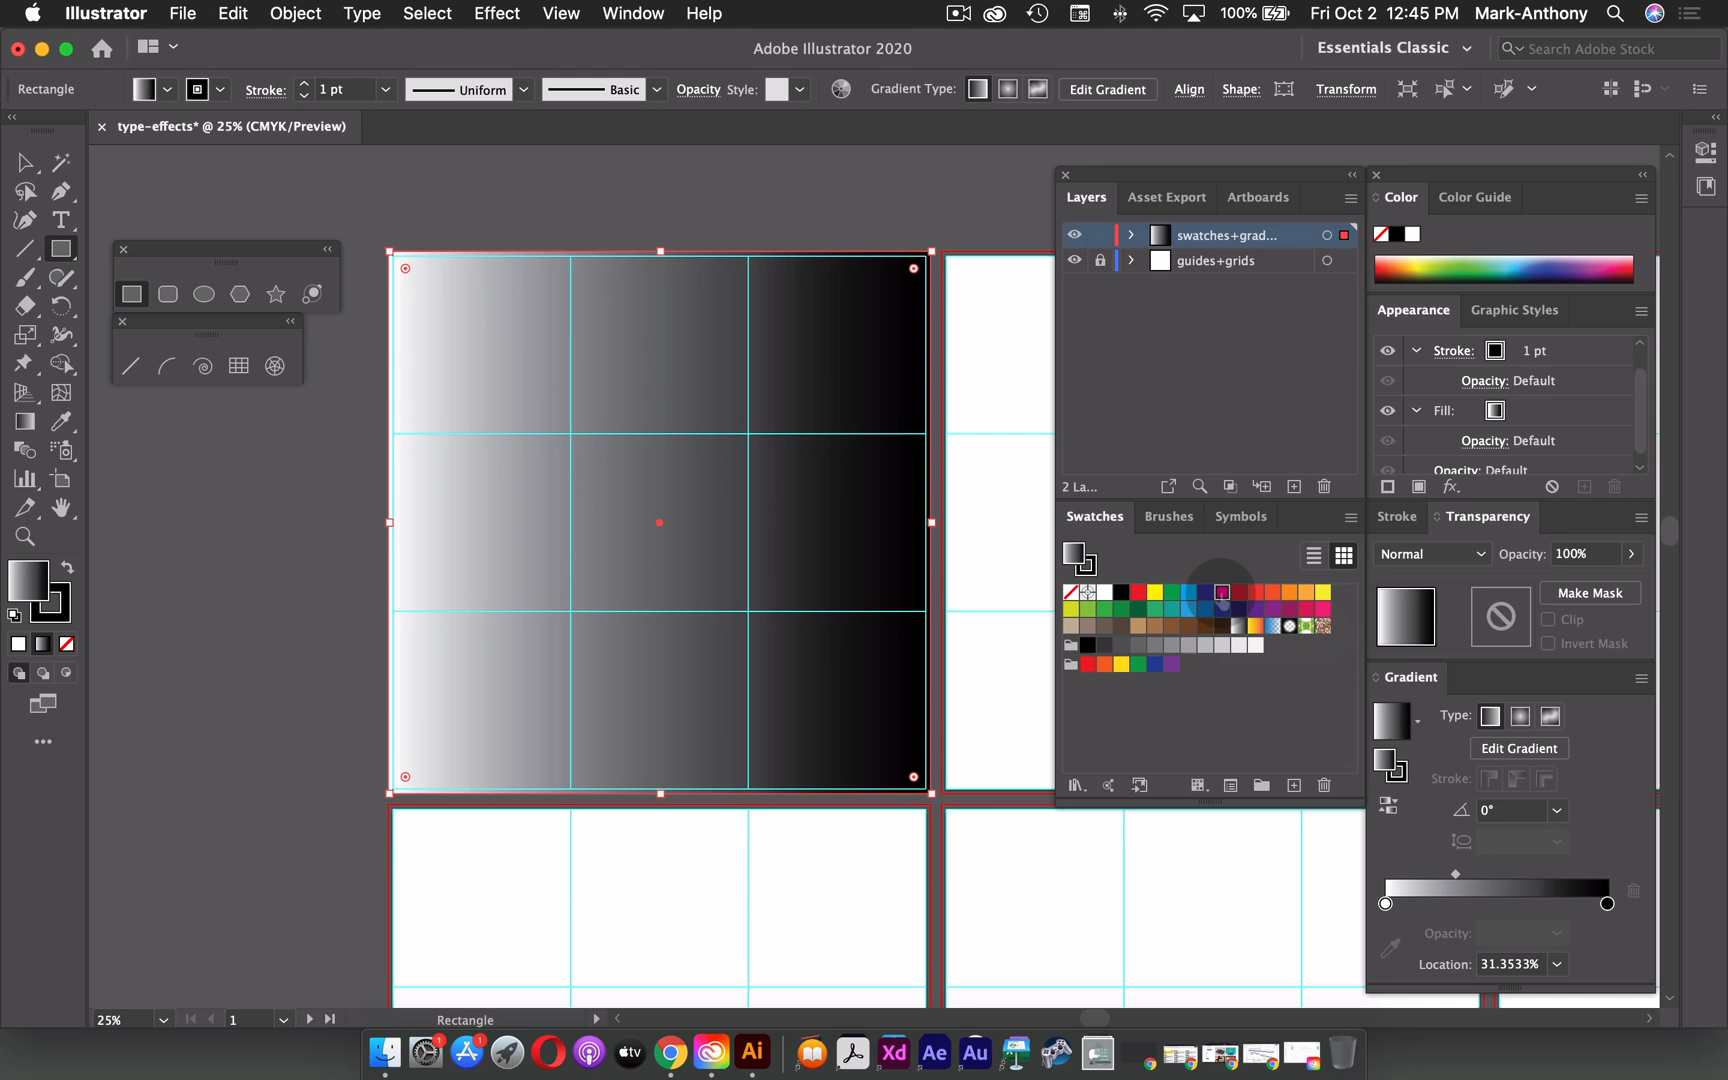 Illustrator File Edit Object Type Select Effect View Window Help 100% Fri Oct 2 12:45 PM Mark-Anthony
Adobe Illustrator 2020 Essentials Classic Search Adobe Stock
Rectangle Stroke: 1 pt Uniform Basic Opacity Style: Gradient Type: Edit Gradient Align Shape: Transform
× type-effects* @ 25% (CMYK/Preview)
Layers Asset Export Artboards
swatches+grad...
guides+grids
2 La...
Swatches Brushes Symbols
Color Color Guide
Appearance Graphic Styles
Stroke: 1 pt
Opacity: Default
Fill:
Opacity: Default
Opacity: Default
Stroke Transparency
Normal Opacity: 100%
Make Mask
Clip
Invert Mask
Gradient
Type:
Edit Gradient
Stroke:
0°
Opacity:
Location: 31.3533%
25% 1 Rectangle
1 1 tv Ai Xd Ae Au